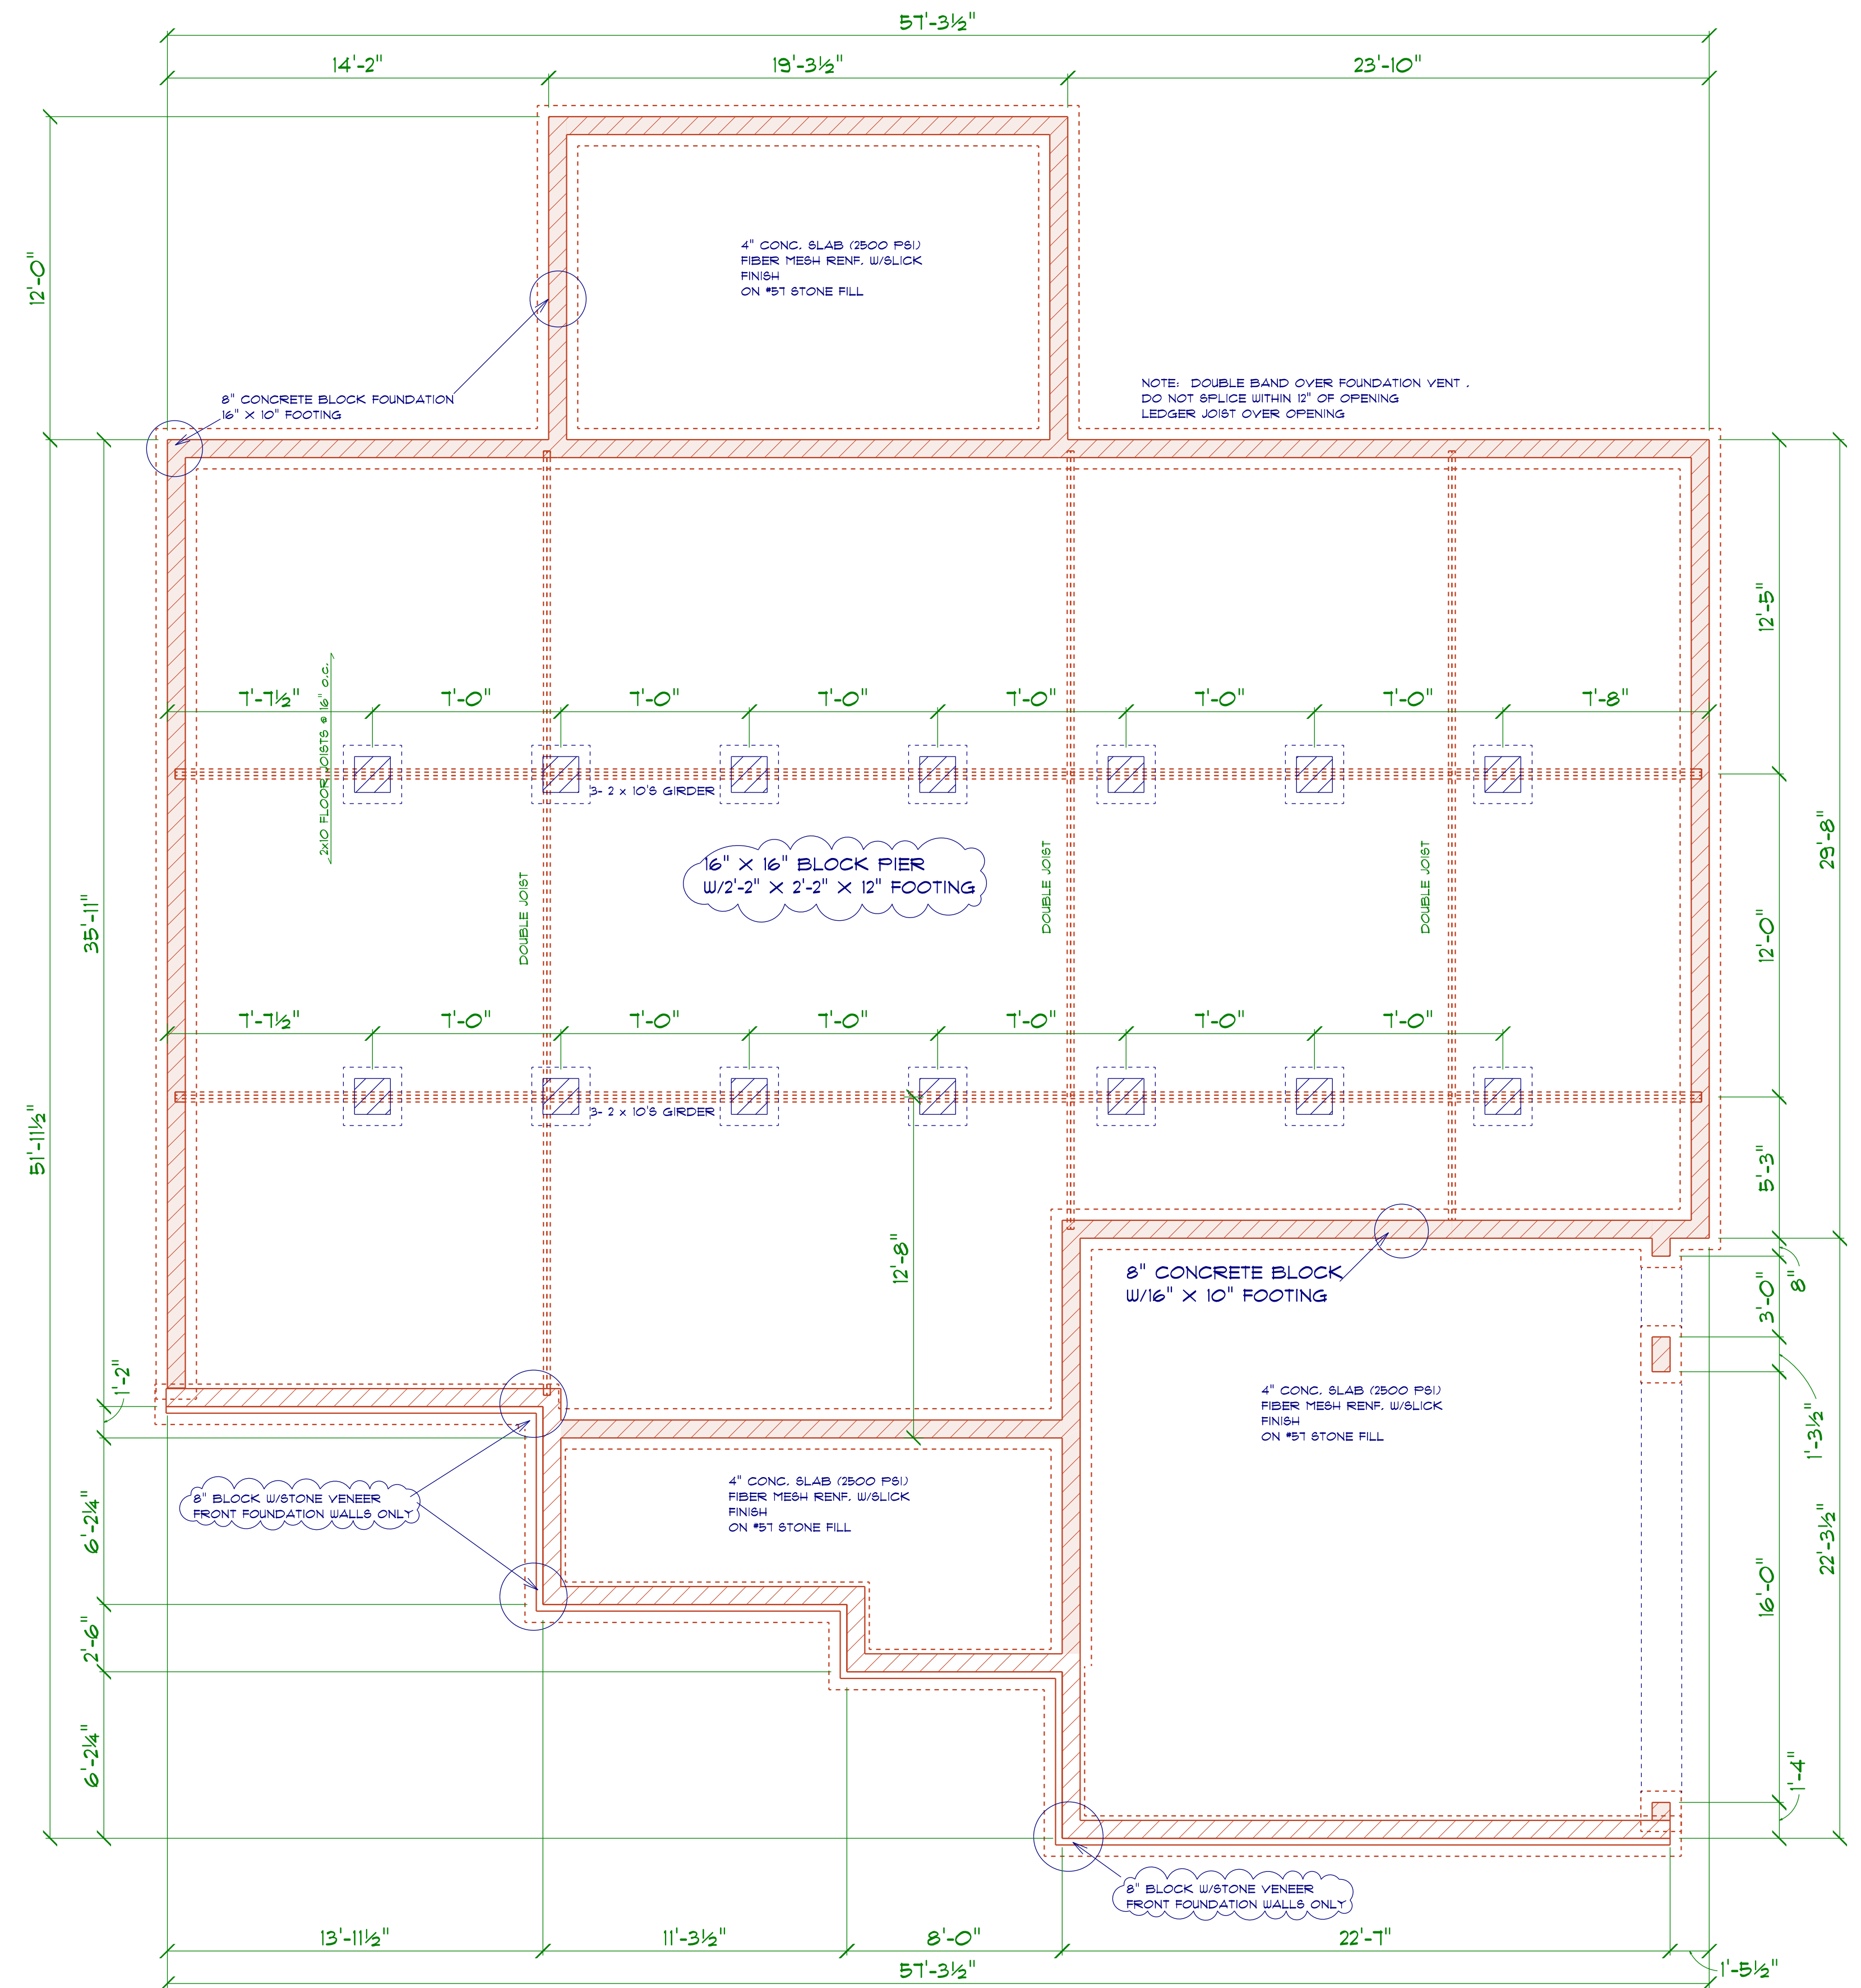 57'-3½"
14'-2"
19'-3½"
23'-10"
12'-0"
4" CONC. SLAB (2500 PSI)
FIBER MESH RENF. W/SLICK
FINISH
ON #57 STONE FILL
8" CONCRETE BLOCK FOUNDATION
16" X 10" FOOTING
NOTE: DOUBLE BAND OVER FOUNDATION VENT .
DO NOT SPLICE WITHIN 12" OF OPENING
LEDGER JOIST OVER OPENING
12'-5"
2x10 FLOOR JOISTS @ 16" O.C.
7'-7½"
7'-0"
7'-0"
7'-0"
7'-0"
7'-0"
7'-0"
7'-8"
3- 2 x 10'S GIRDER
16" X 16" BLOCK PIER
W/2'-2" X 2'-2" X 12" FOOTING
DOUBLE JOIST
DOUBLE JOIST
DOUBLE JOIST
29'-8"
35'-11"
12'-0"
7'-7½"
7'-0"
7'-0"
7'-0"
7'-0"
7'-0"
7'-0"
3- 2 x 10'S GIRDER
51'-11½"
5'-3"
12'-8"
8" CONCRETE BLOCK
W/16" X 10" FOOTING
8"
3'-0"
1'-2"
4" CONC. SLAB (2500 PSI)
FIBER MESH RENF. W/SLICK
FINISH
ON #57 STONE FILL
1'-3½"
8" BLOCK W/STONE VENEER
FRONT FOUNDATION WALLS ONLY
4" CONC. SLAB (2500 PSI)
FIBER MESH RENF. W/SLICK
FINISH
ON #57 STONE FILL
6'-2¼"
22'-3½"
16'-0"
2'-6"
6'-2¼"
1'-4"
8" BLOCK W/STONE VENEER
FRONT FOUNDATION WALLS ONLY
13'-11½"
11'-3½"
8'-0"
22'-7"
1'-5½"
57'-3½"